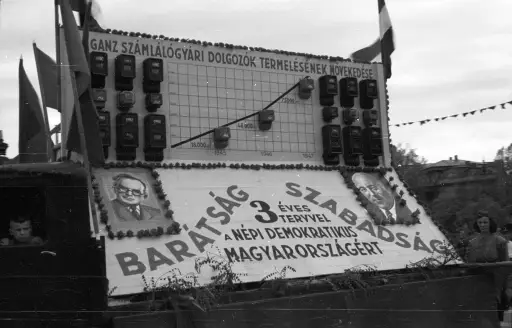 GANZ SZÁMLÁLÓGYÁRI DOLGOZÓK TERMELÉSÉNEK NÖVEKEDÉSE
BARÁTSÁG SZABADSÁG
3 ÉVES
TERVVEL
A NÉPI DEMOKRATIKUS
MAGYARORSZÁGÉRT